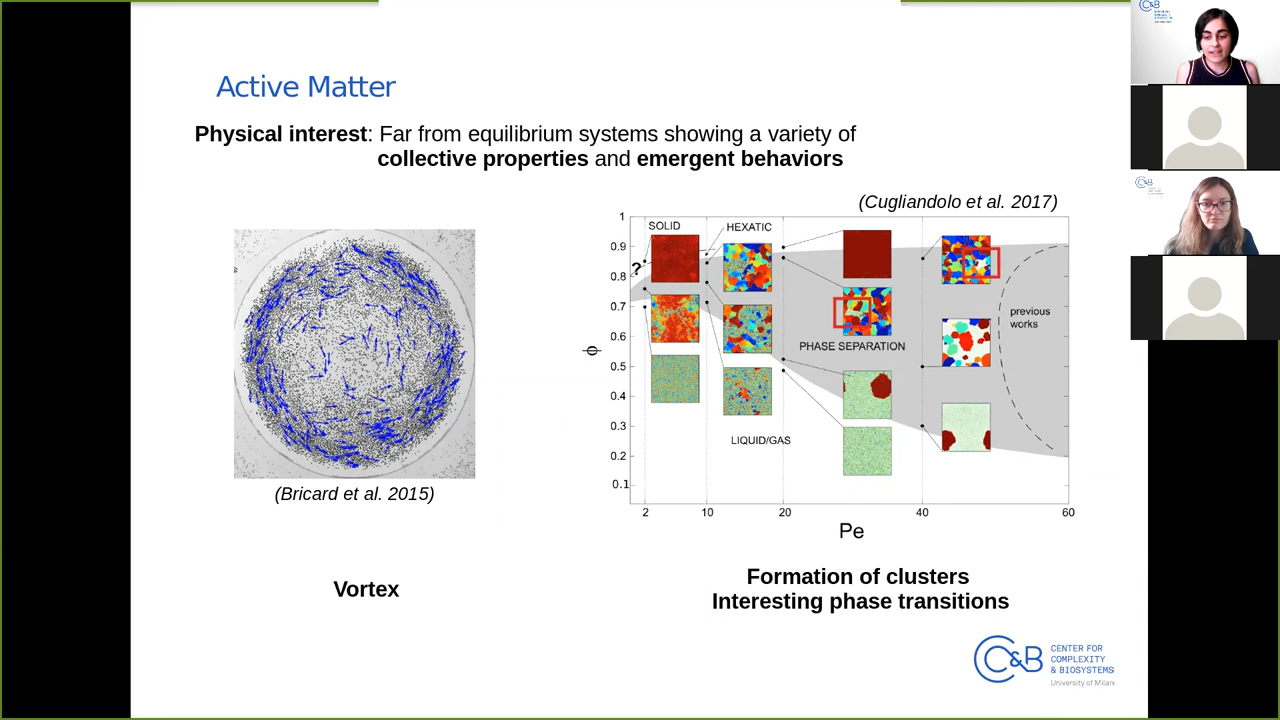 Active Matter
Physical interest: Far from equilibrium systems showing a variety of
collective properties and emergent behaviors
(Cugliandolo et al. 2017)
1
0.9
0.8
0.7
0.6
0.5
0.4
0.3
0.2
0.1
ϕ
SOLID
HEXATIC
?
previous
works
PHASE SEPARATION
LIQUID/GAS
2 10 20 40 60
Pe
(Bricard et al. 2015)
Vortex
Formation of clusters
Interesting phase transitions
C&B
CENTER FOR
COMPLEXITY
& BIOSYSTEMS
University of Milan
C&B
C&B